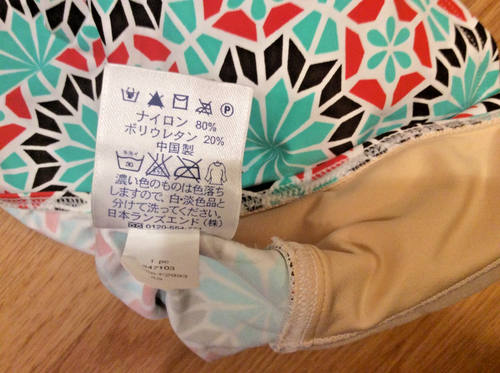 P
ナイロン 80%
ポリウレタン 20%
中国製
30
濃い色のものは色落ち
しますので、白・淡色品と
分けて洗ってください。
日本ランズエンド(株)
0120-554-
1 pc
347103